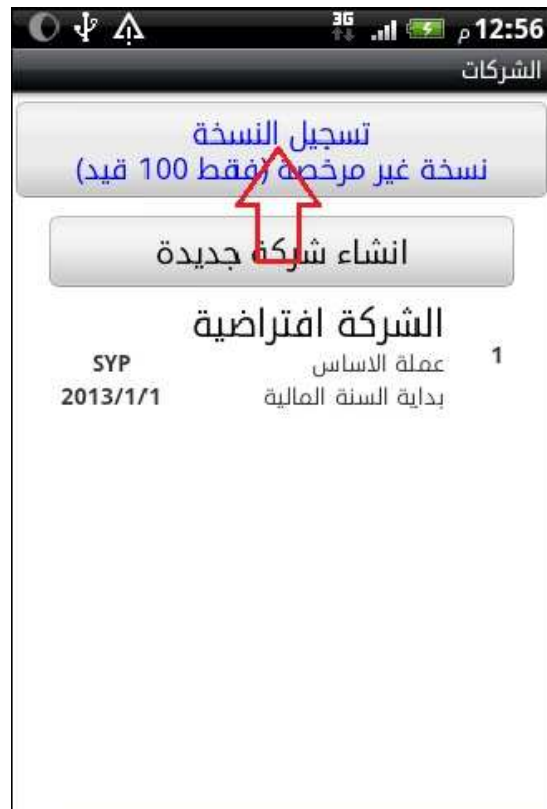 3G م 12:56
الشركات
تسجيل النسخة
نسخة غير مرخصة (فقط 100 قيد)
انشاء شركة جديدة
الشركة افتراضية
1 عملة الاساس SYP
بداية السنة المالية 2013/1/1